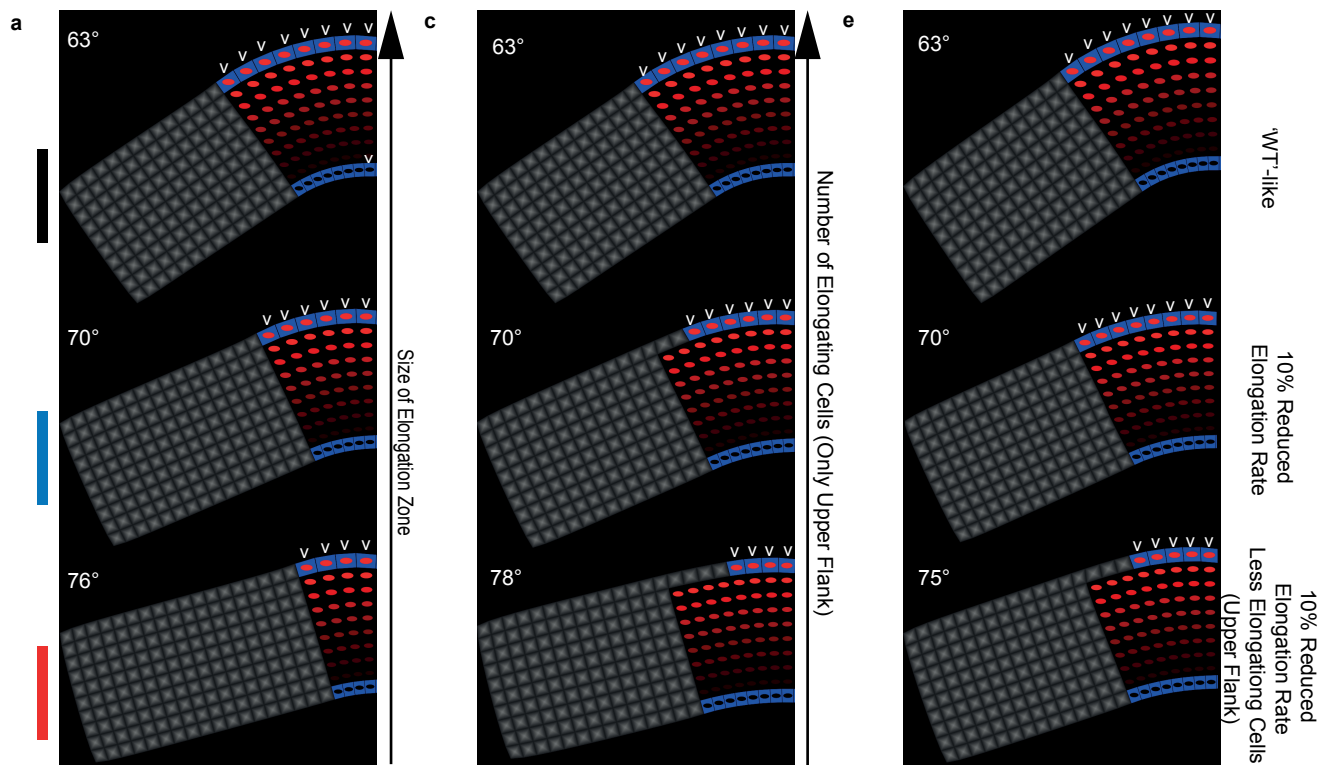 a
63°
v v v v v v v v
v
70°
v v v v v v
76°
v v v v
Size of Elongation Zone
c
63°
v v v v v v v v
70°
v v v v v
78°
v v v v
Number of Elongating Cells (Only Upper Flank)
e
63°
v v v v v v v v
70°
v v v v v v v
75°
v v v v v
'WT'-like
10% Reduced
Elongation Rate
10% Reduced
Elongation Rate
Less Elongationg Cells
(Upper Flank)